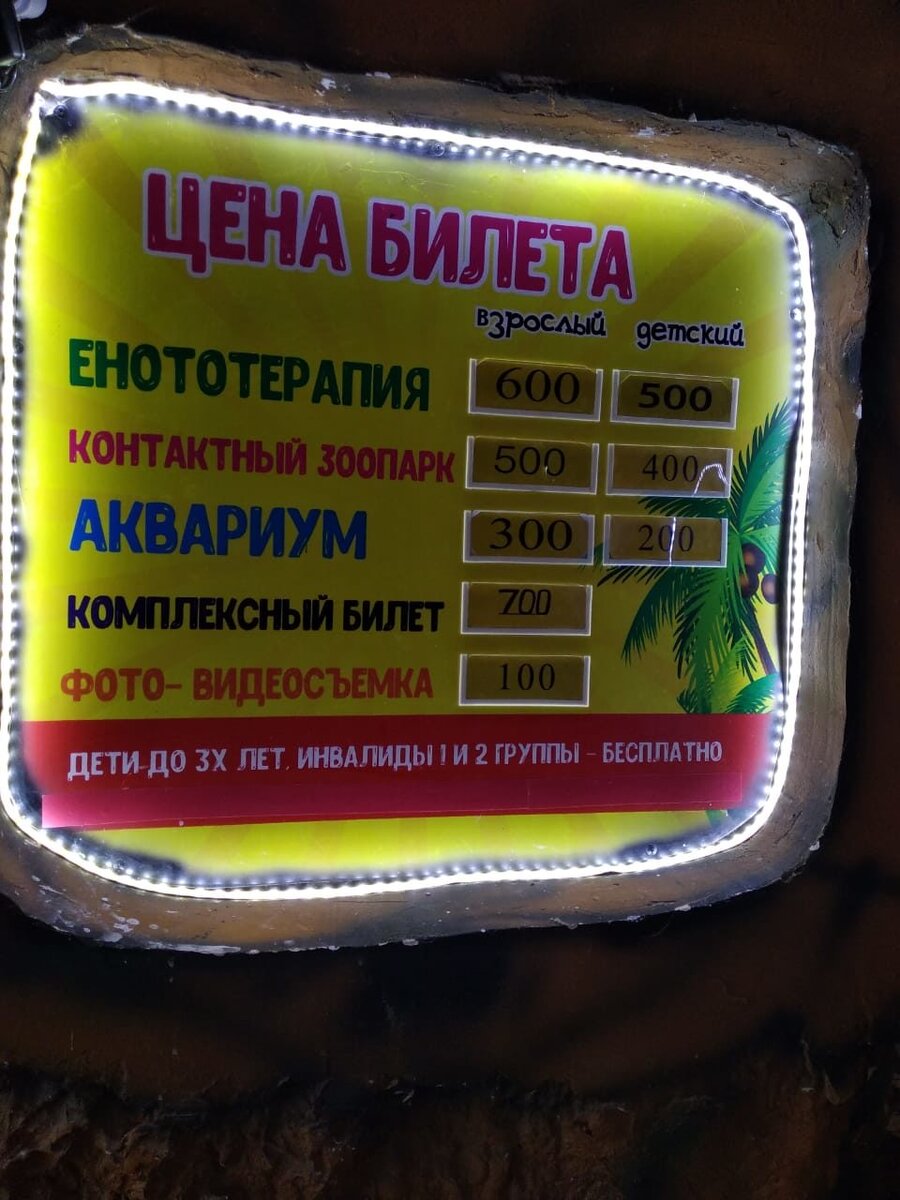 ЦЕНА БИЛЕТА
взрослый детский
ЕНОТОТЕРАПИЯ 600 500
КОНТАКТНЫЙ ЗООПАРК 500 400
АКВАРИУМ 300 200
КОМПЛЕКСНЫЙ БИЛЕТ 700
ФОТО- ВИДЕОСЪЕМКА 100
ДЕТИ ДО 3Х ЛЕТ, ИНВАЛИДЫ 1 И 2 ГРУППЫ - БЕСПЛАТНО